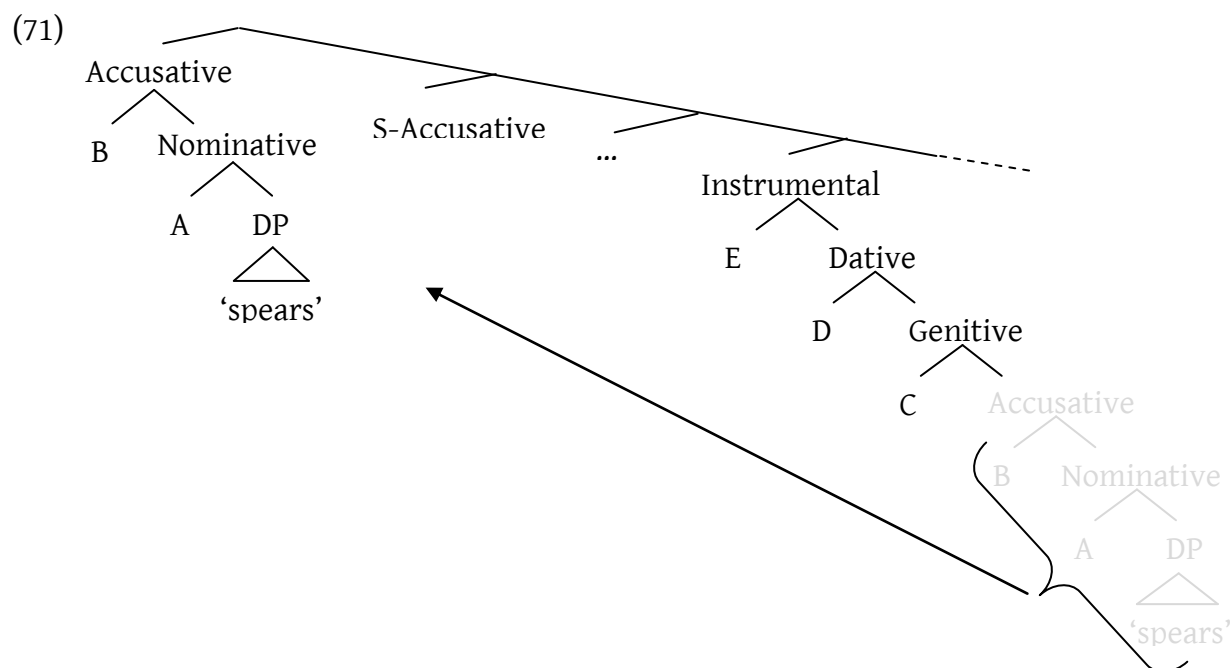 (71)
Accusative
B Nominative S-Accusative
...
Instrumental
A DP
E Dative
'spears'
D Genitive
C Accusative
B Nominative
A DP
'spears'